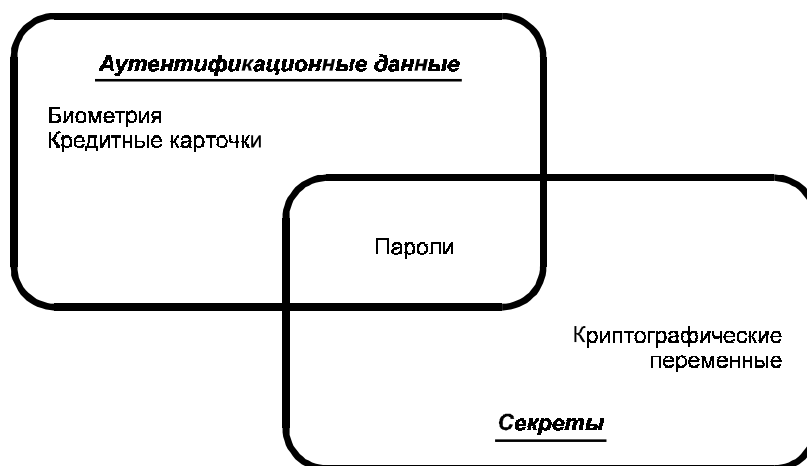 Аутентификационные данные
Биометрия
Кредитные карточки
Пароли
Криптографические
переменные
Секреты